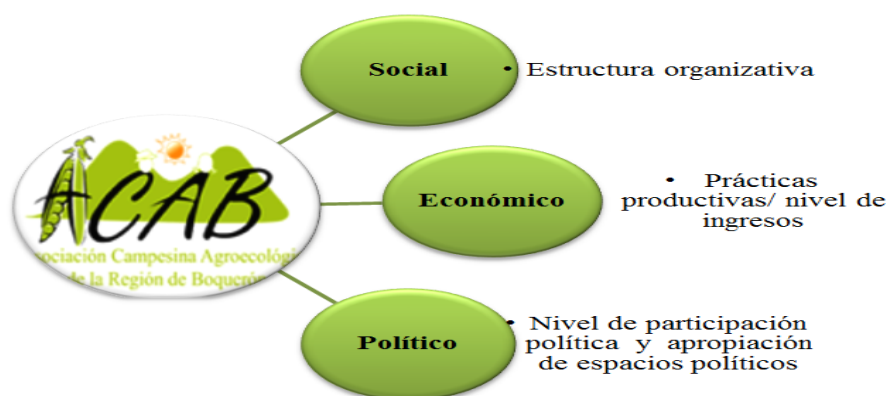 Social
• Estructura organizativa
ACAB
Asociación Campesina Agroecológi
de la Región de Boquerón
Económico
• Prácticas
productivas/ nivel de
ingresos
Político
• Nivel de participación
política y apropiación
de espacios políticos